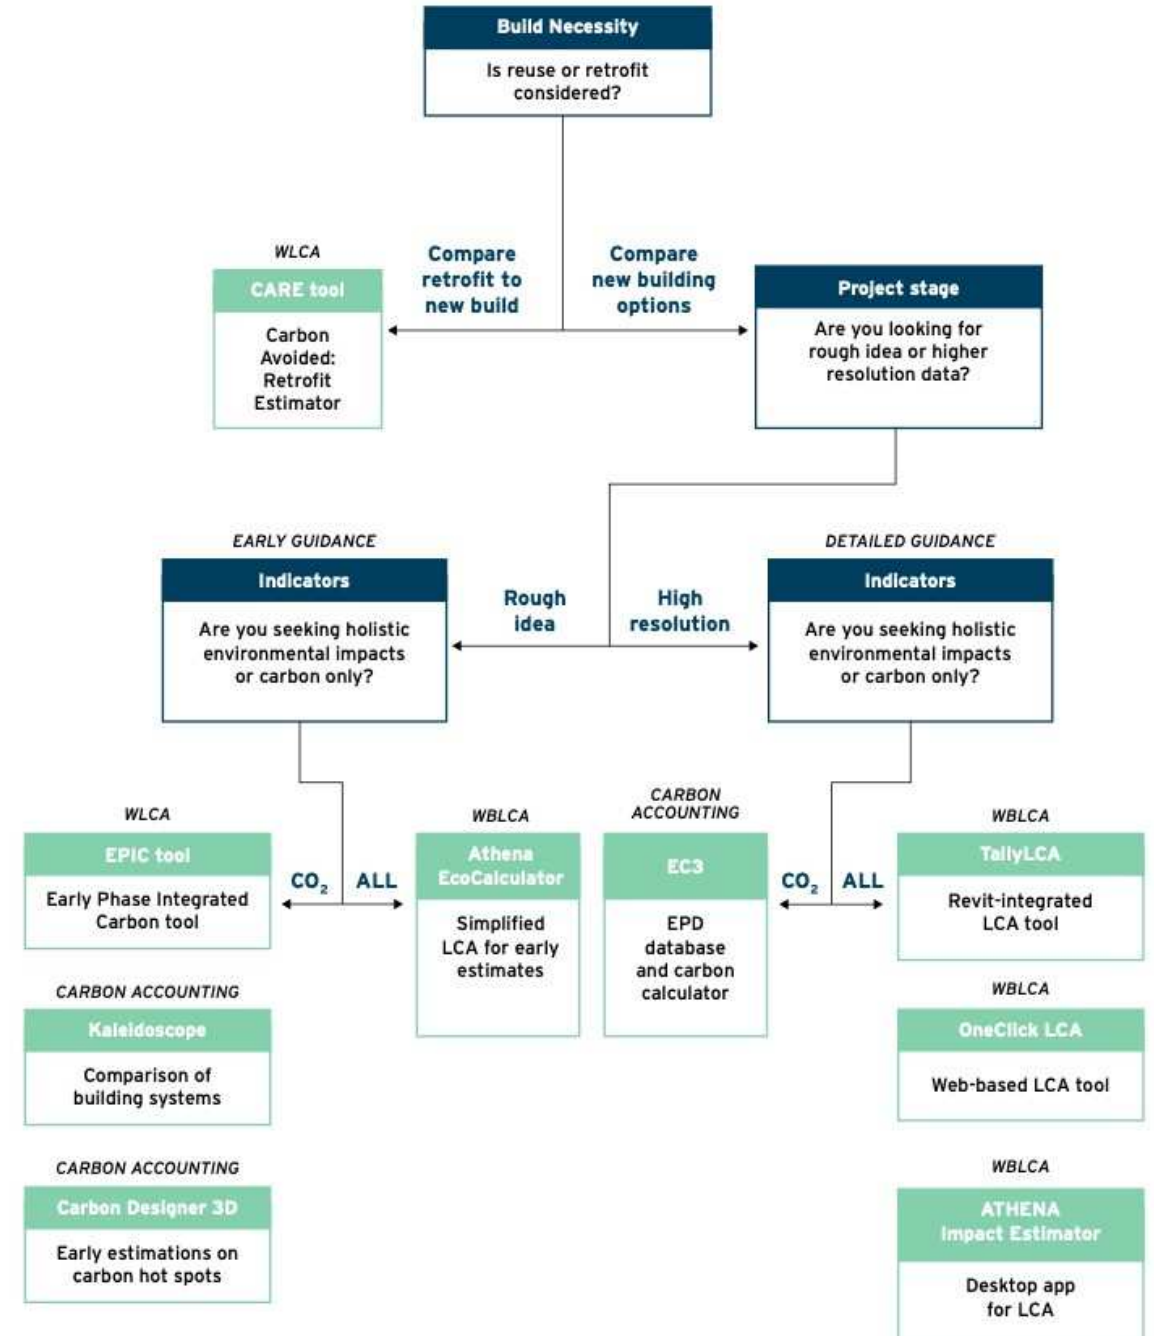 Build Necessity
Is reuse or retrofit
considered?
WLCA
CARE tool
Carbon
Avoided:
Retrofit
Estimator
Compare
retrofit to
new build
Compare
new building
options
Project stage
Are you looking for
rough idea or higher
resolution data?
EARLY GUIDANCE
Indicators
Are you seeking holistic
environmental impacts
or carbon only?
Rough
idea
High
resolution
DETAILED GUIDANCE
Indicators
Are you seeking holistic
environmental impacts
or carbon only?
WLCA
EPIC tool
Early Phase Integrated
Carbon tool
CO₂
ALL
WBLCA
Athena
EcoCalculator
Simplified
LCA for early
estimates
CARBON
ACCOUNTING
EC3
EPD
database
and carbon
calculator
CO₂
ALL
WBLCA
TallyLCA
Revit-integrated
LCA tool
CARBON ACCOUNTING
Kaleidoscope
Comparison of
building systems
WBLCA
OneClick LCA
Web-based LCA tool
CARBON ACCOUNTING
Carbon Designer 3D
Early estimations on
carbon hot spots
WBLCA
ATHENA
Impact Estimator
Desktop app
for LCA